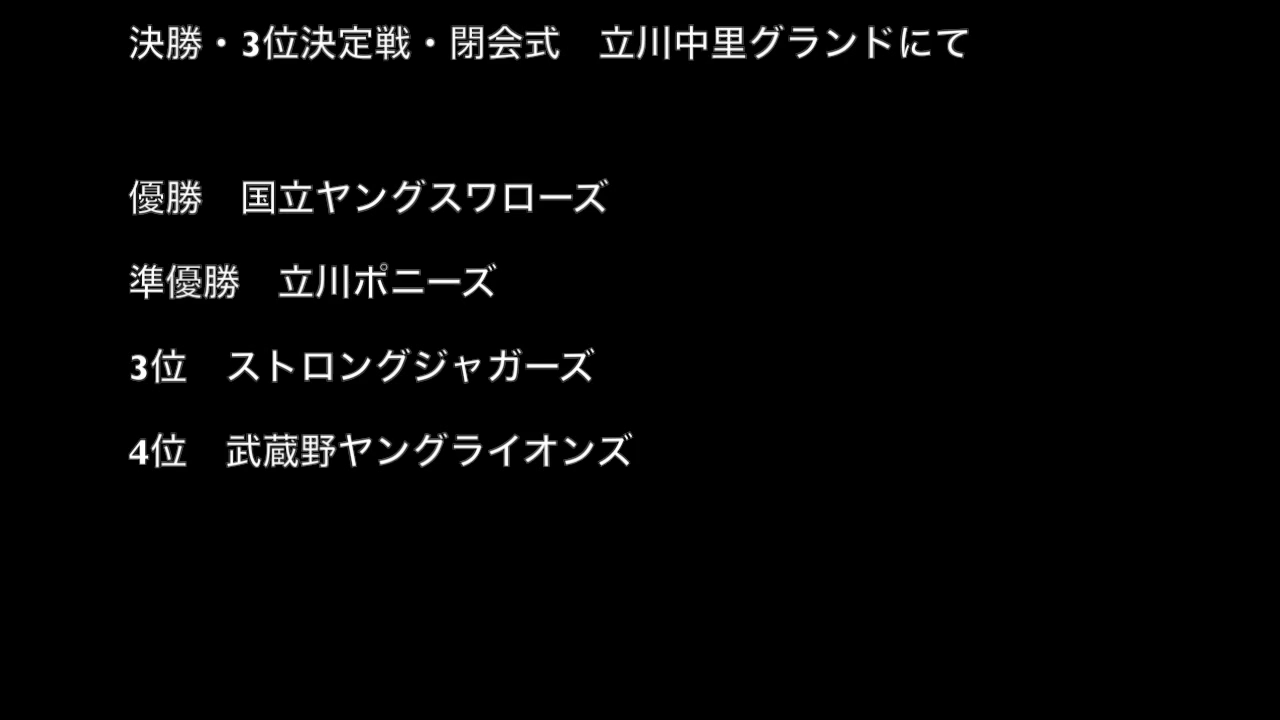 決勝・3位決定戦・閉会式　立川中里グランドにて
優勝　国立ヤングスワローズ
準優勝　立川ポニーズ
3位　ストロングジャガーズ
4位　武蔵野ヤングライオンズ